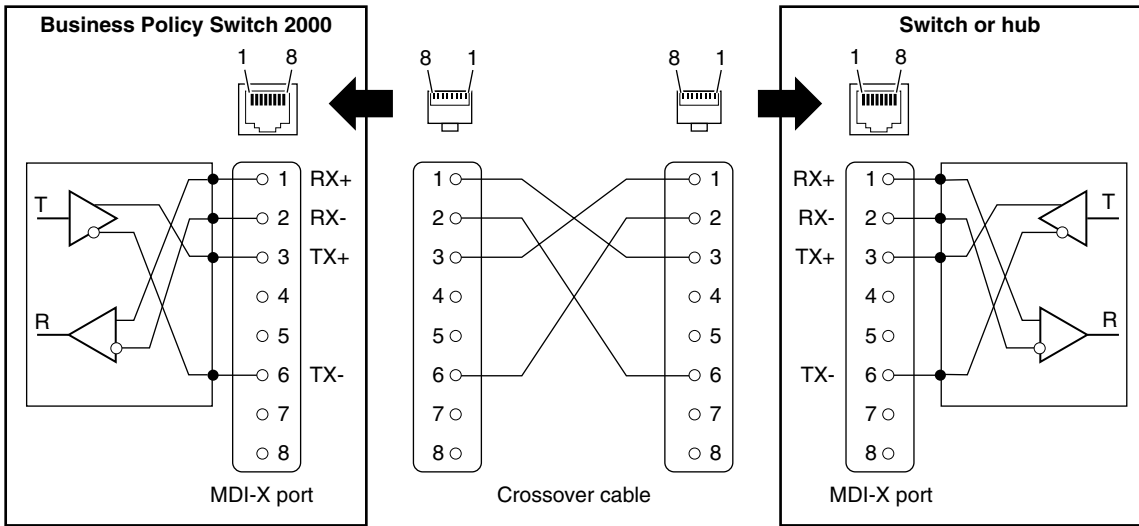 Business Policy Switch 2000
Switch or hub
1 8
8 1
8 1
1 8
1 RX+
2 RX-
3 TX+
4
5
6 TX-
7
8
T
R
MDI-X port
1
2
3
4
5
6
7
8
1
2
3
4
5
6
7
8
Crossover cable
RX+ 1
RX- 2
TX+ 3
4
5
TX- 6
7
8
T
R
MDI-X port